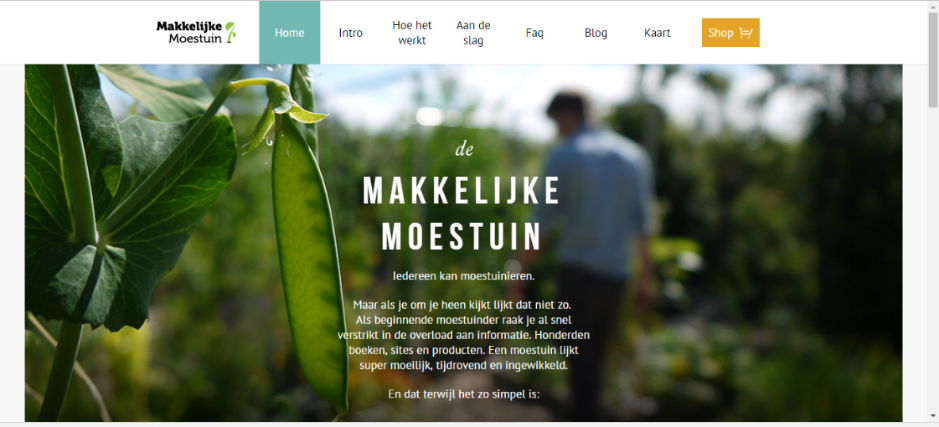 Makkelijke
Moestuin
Home
Intro
Hoe het
werkt
Aan de
slag
Faq
Blog
Kaart
Shop
de
MAKKELIJKE
MOESTUIN
Iedereen kan moestuinieren.
Maar als je om je heen kijkt lijkt dat niet zo.
Als beginnende moestuinder raak je al snel
verstrikt in de overload aan informatie. Honderden
boeken, sites en producten. Een moestuin lijkt
super moeilijk, tijdrovend en ingewikkeld.
En dat terwijl het zo simpel is: